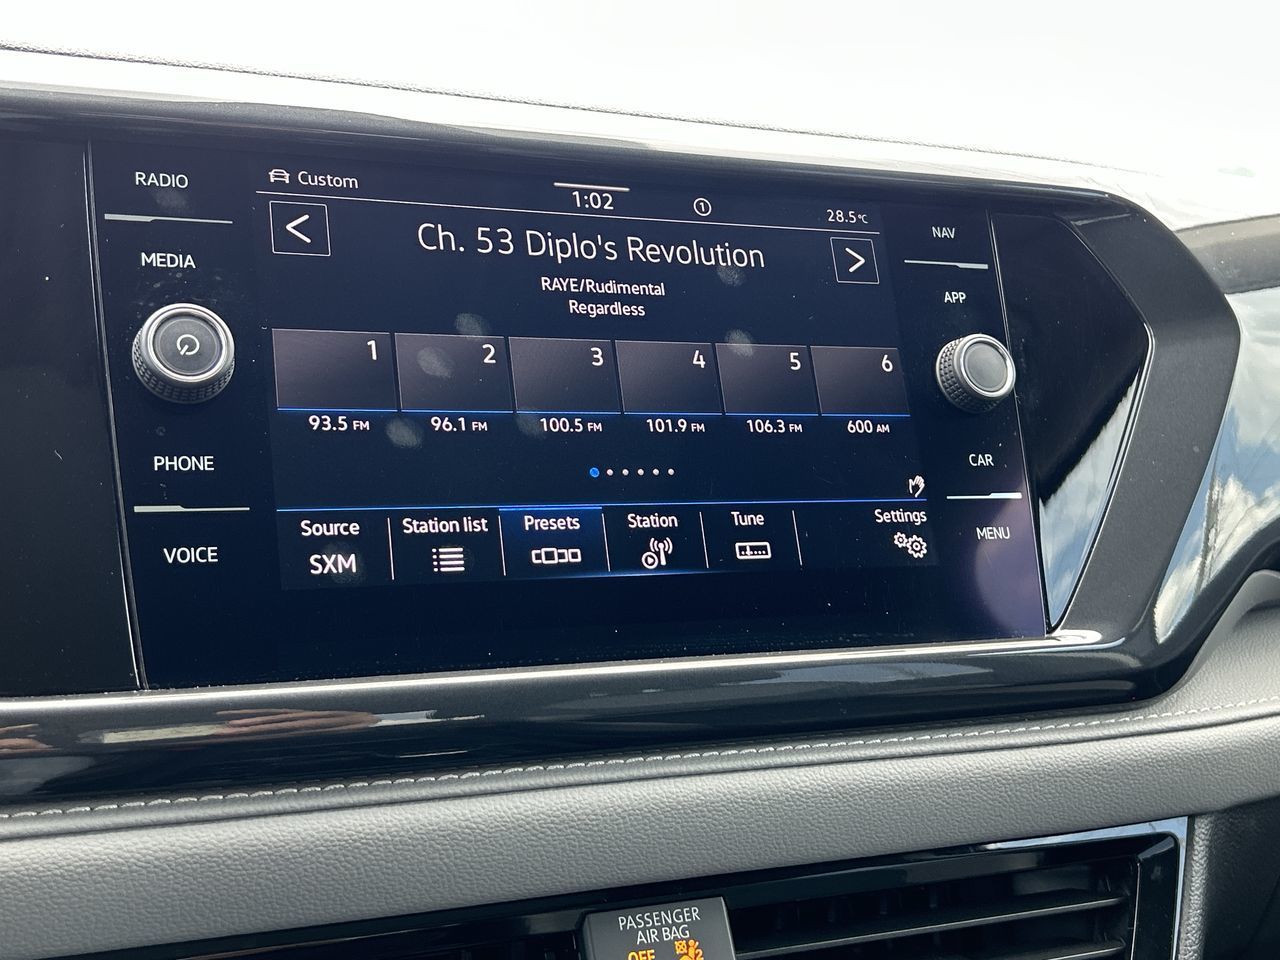 RADIO
MEDIA
PHONE
VOICE
Custom
1:02
1
28.5°C
<
Ch. 53 Diplo's Revolution
>
RAYE/Rudimental
Regardless
1 2 3 4 5 6
93.5 FM 96.1 FM 100.5 FM 101.9 FM 106.3 FM 600 AM
Source Station list Presets Station Tune Settings
SXM
NAV
APP
CAR
MENU
PASSENGER
AIR BAG
OFF 2